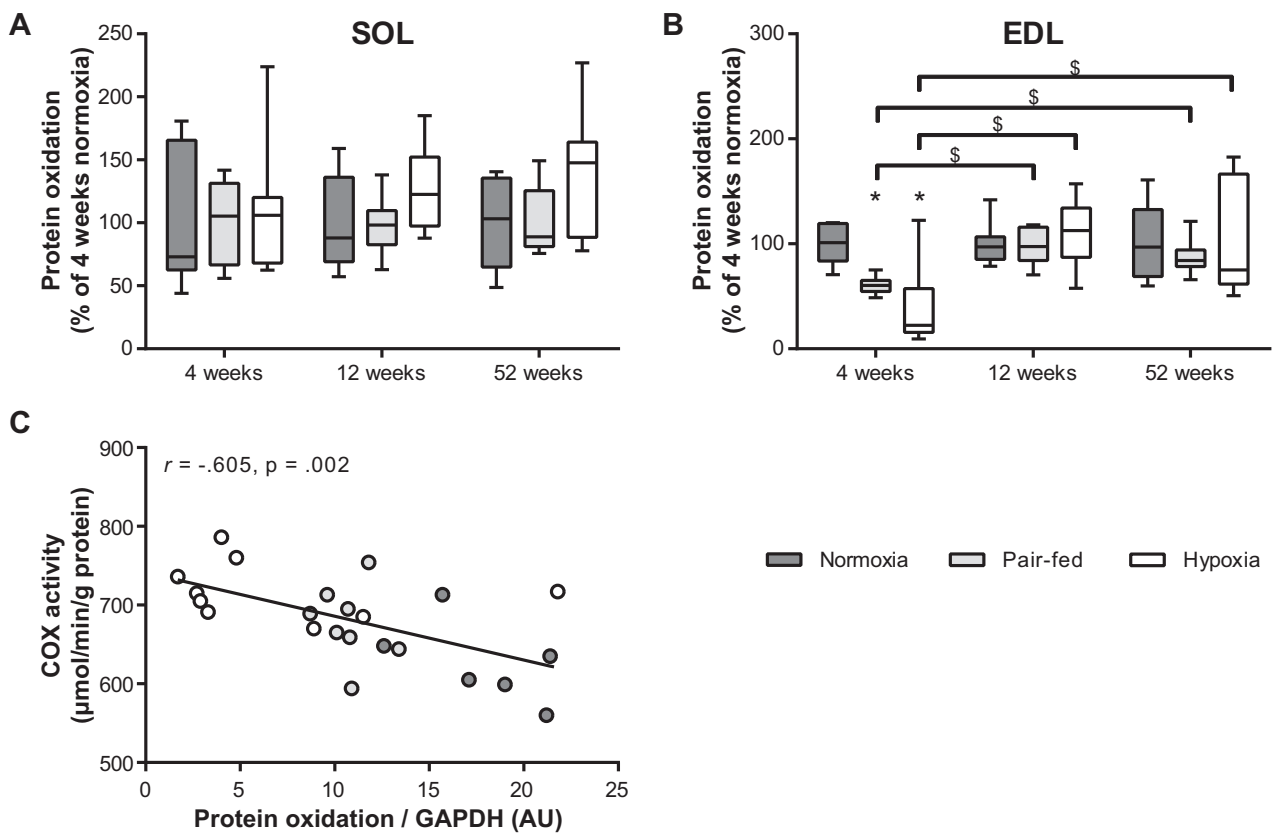 A
SOL
Protein oxidation
(% of 4 weeks normoxia)
250
200
150
100
50
0
4 weeks
12 weeks
52 weeks
B
EDL
Protein oxidation
(% of 4 weeks normoxia)
300
200
100
0
$
$
$
$
* *
4 weeks
12 weeks
52 weeks
C
COX activity
(µmol/min/g protein)
900
800
700
600
500
r = -.605, p = .002
0 5 10 15 20 25
Protein oxidation / GAPDH (AU)
Normoxia
Pair-fed
Hypoxia